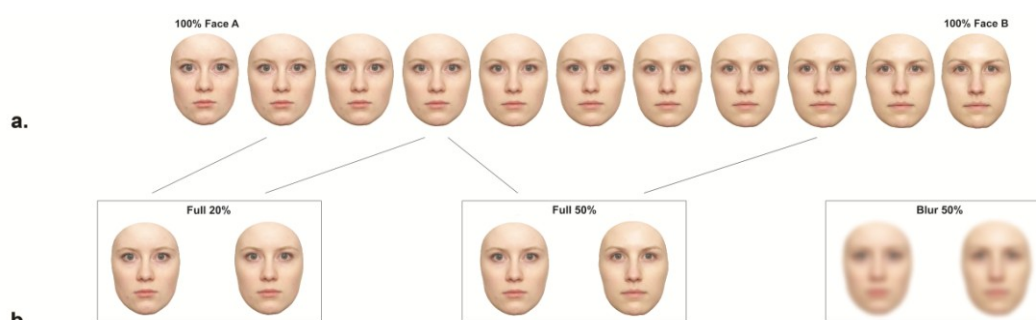 100% Face A
100% Face B
a.
Full 20%
Full 50%
Blur 50%
b